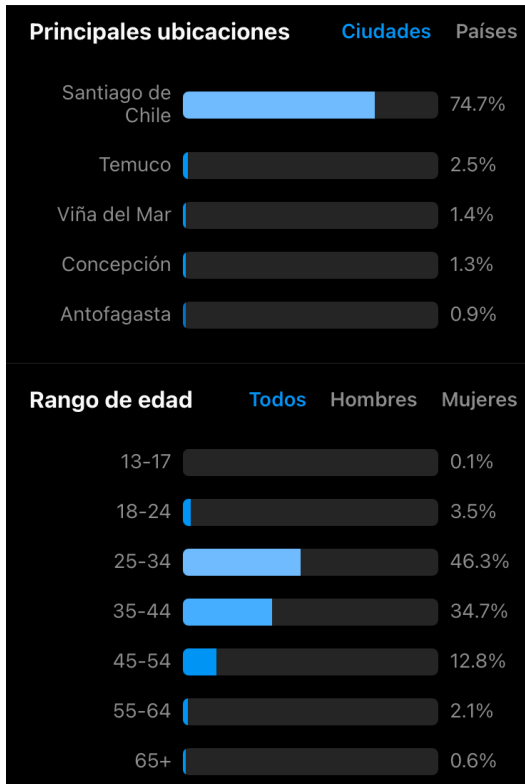 Principales ubicaciones Ciudades Países
Santiago de
Chile 74.7%
Temuco 2.5%
Viña del Mar 1.4%
Concepción 1.3%
Antofagasta 0.9%
Rango de edad Todos Hombres Mujeres
13-17 0.1%
18-24 3.5%
25-34 46.3%
35-44 34.7%
45-54 12.8%
55-64 2.1%
65+ 0.6%